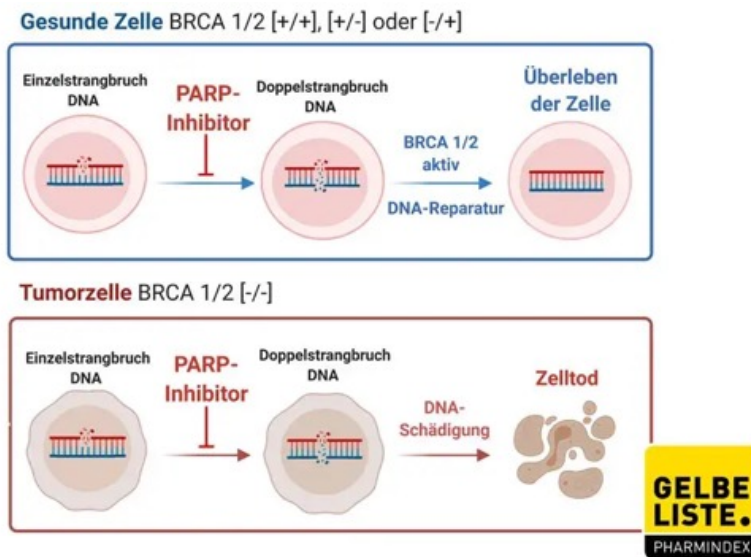 Gesunde Zelle BRCA 1/2 [+/+], [+/-] oder [-/+]
Einzelstrangbruch
DNA
PARP-
Inhibitor
Doppelstrangbruch
DNA
BRCA 1/2
aktiv
DNA-Reparatur
Überleben
der Zelle
Tumorzelle BRCA 1/2 [-/-]
Einzelstrangbruch
DNA
PARP-
Inhibitor
Doppelstrangbruch
DNA
DNA-
Schädigung
Zelltod
GELBE
LISTE.
PHARMINDEX